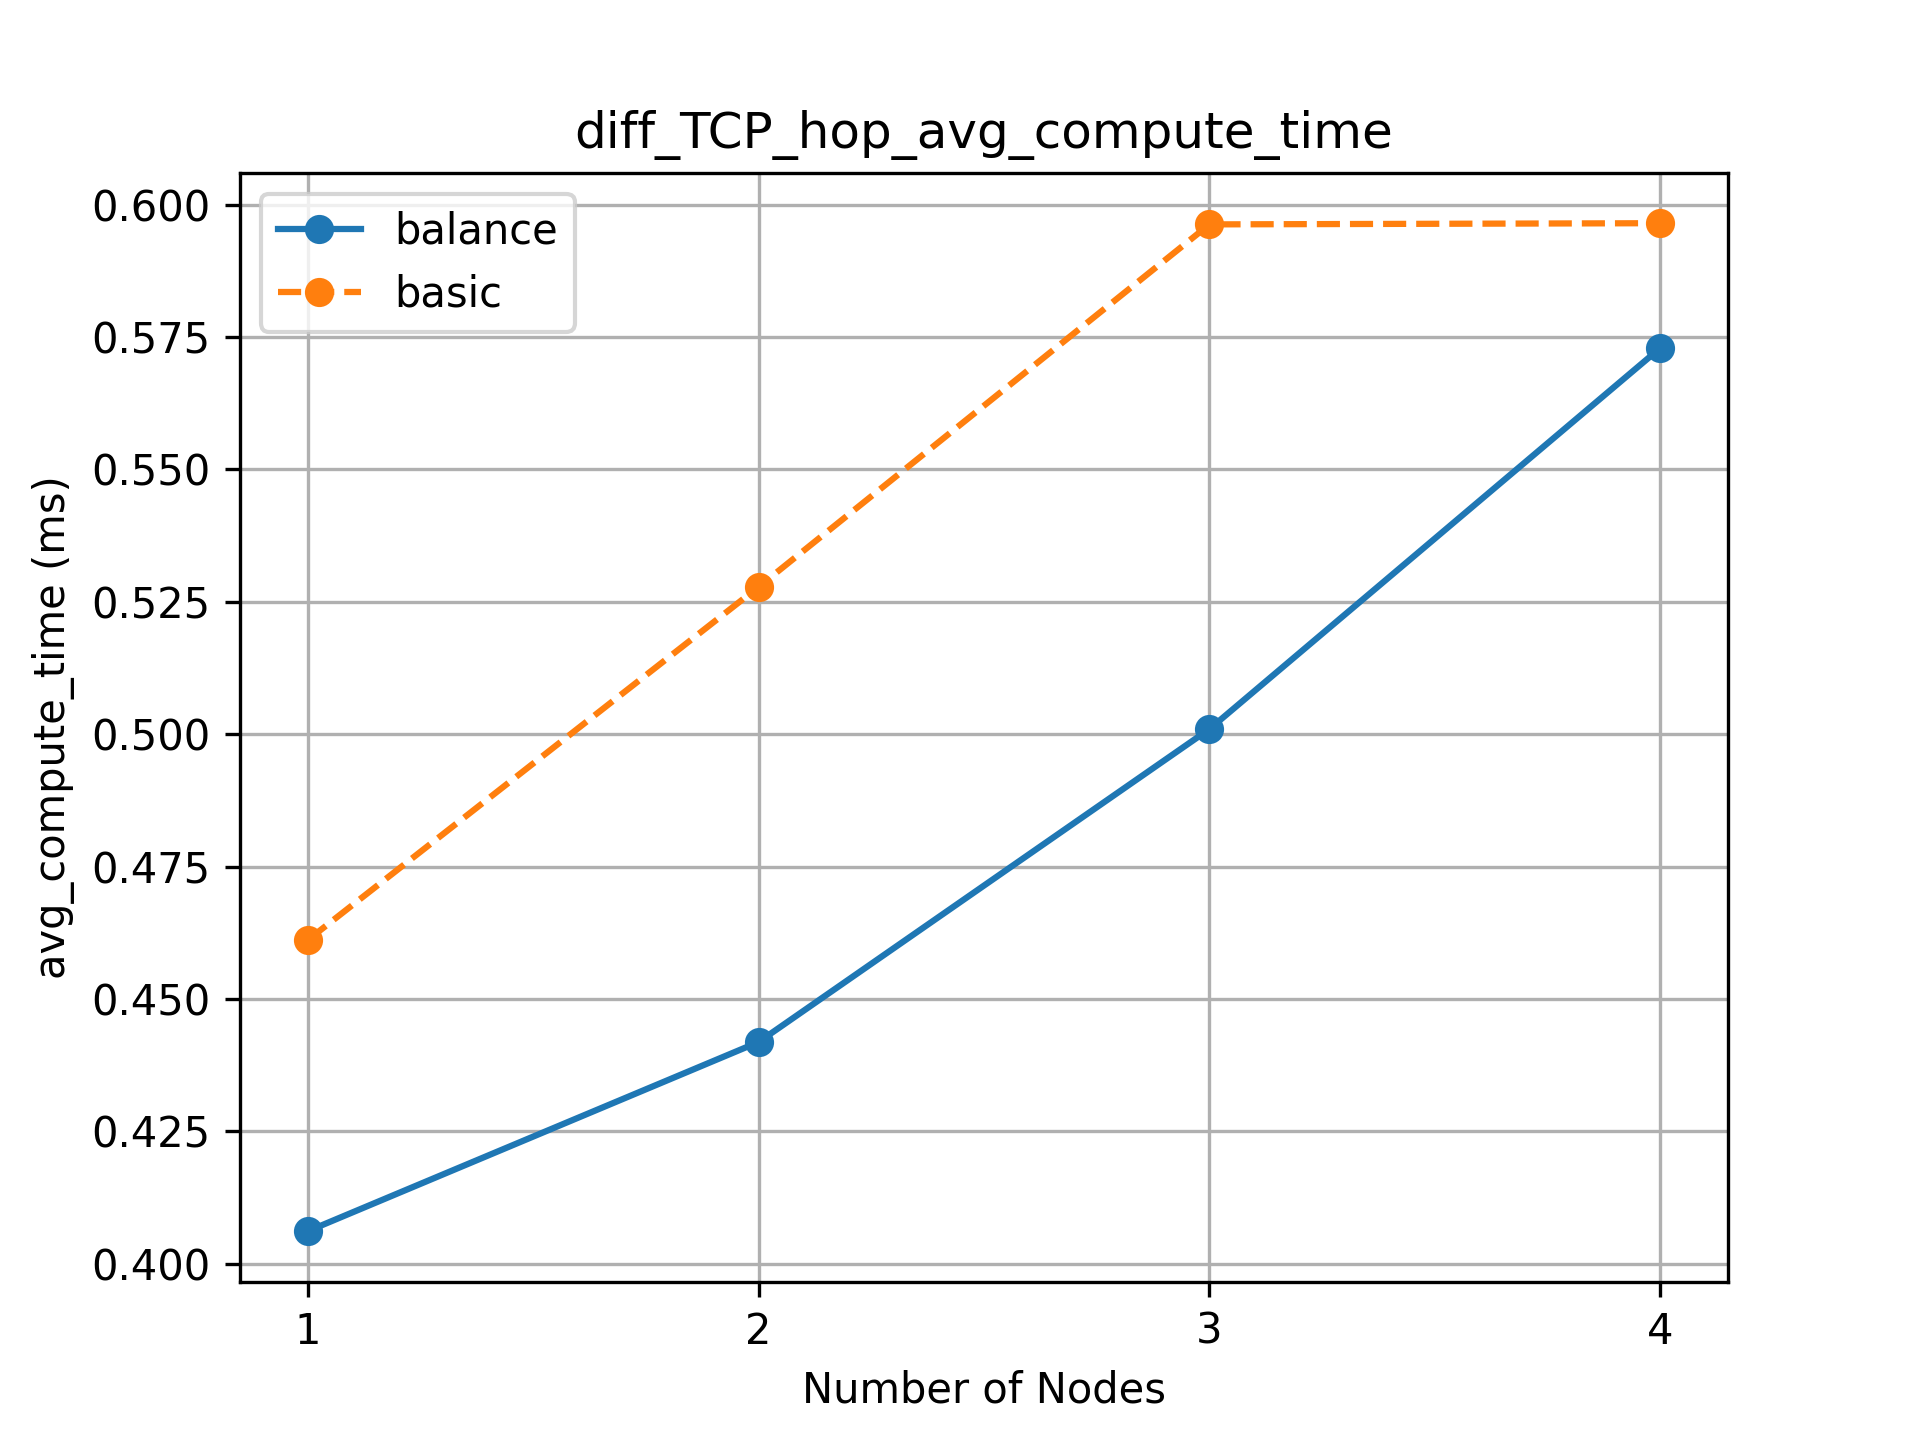 diff_TCP_hop_avg_compute_time
balance
basic
0.600
0.575
0.550
0.525
0.500
0.475
0.450
0.425
0.400
avg_compute_time (ms)
1 2 3 4
Number of Nodes